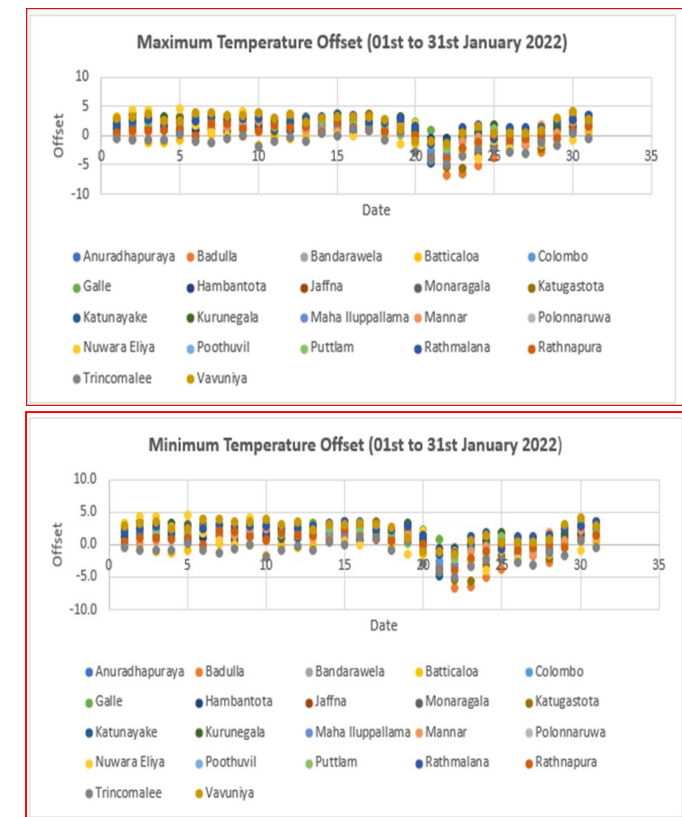 Maximum Temperature Offset (01st to 31st January 2022)
10
5
0
-5
-10
0 5 10 15 20 25 30 35
Offset
Date
Anuradhapuraya Badulla Bandarawela Batticaloa Colombo
Galle Hambantota Jaffna Monaragala Katugastota
Katunayake Kurunegala Maha Iluppallama Mannar Polonnaruwa
Nuwara Eliya Poothuvil Puttlam Rathmalana Rathnapura
Trincomalee Vavuniya
Minimum Temperature Offset (01st to 31st January 2022)
10.0
5.0
0.0
-5.0
-10.0
0 5 10 15 20 25 30 35
Offset
Date
Anuradhapuraya Badulla Bandarawela Batticaloa Colombo
Galle Hambantota Jaffna Monaragala Katugastota
Katunayake Kurunegala Maha Iluppallama Mannar Polonnaruwa
Nuwara Eliya Poothuvil Puttlam Rathmalana Rathnapura
Trincomalee Vavuniya